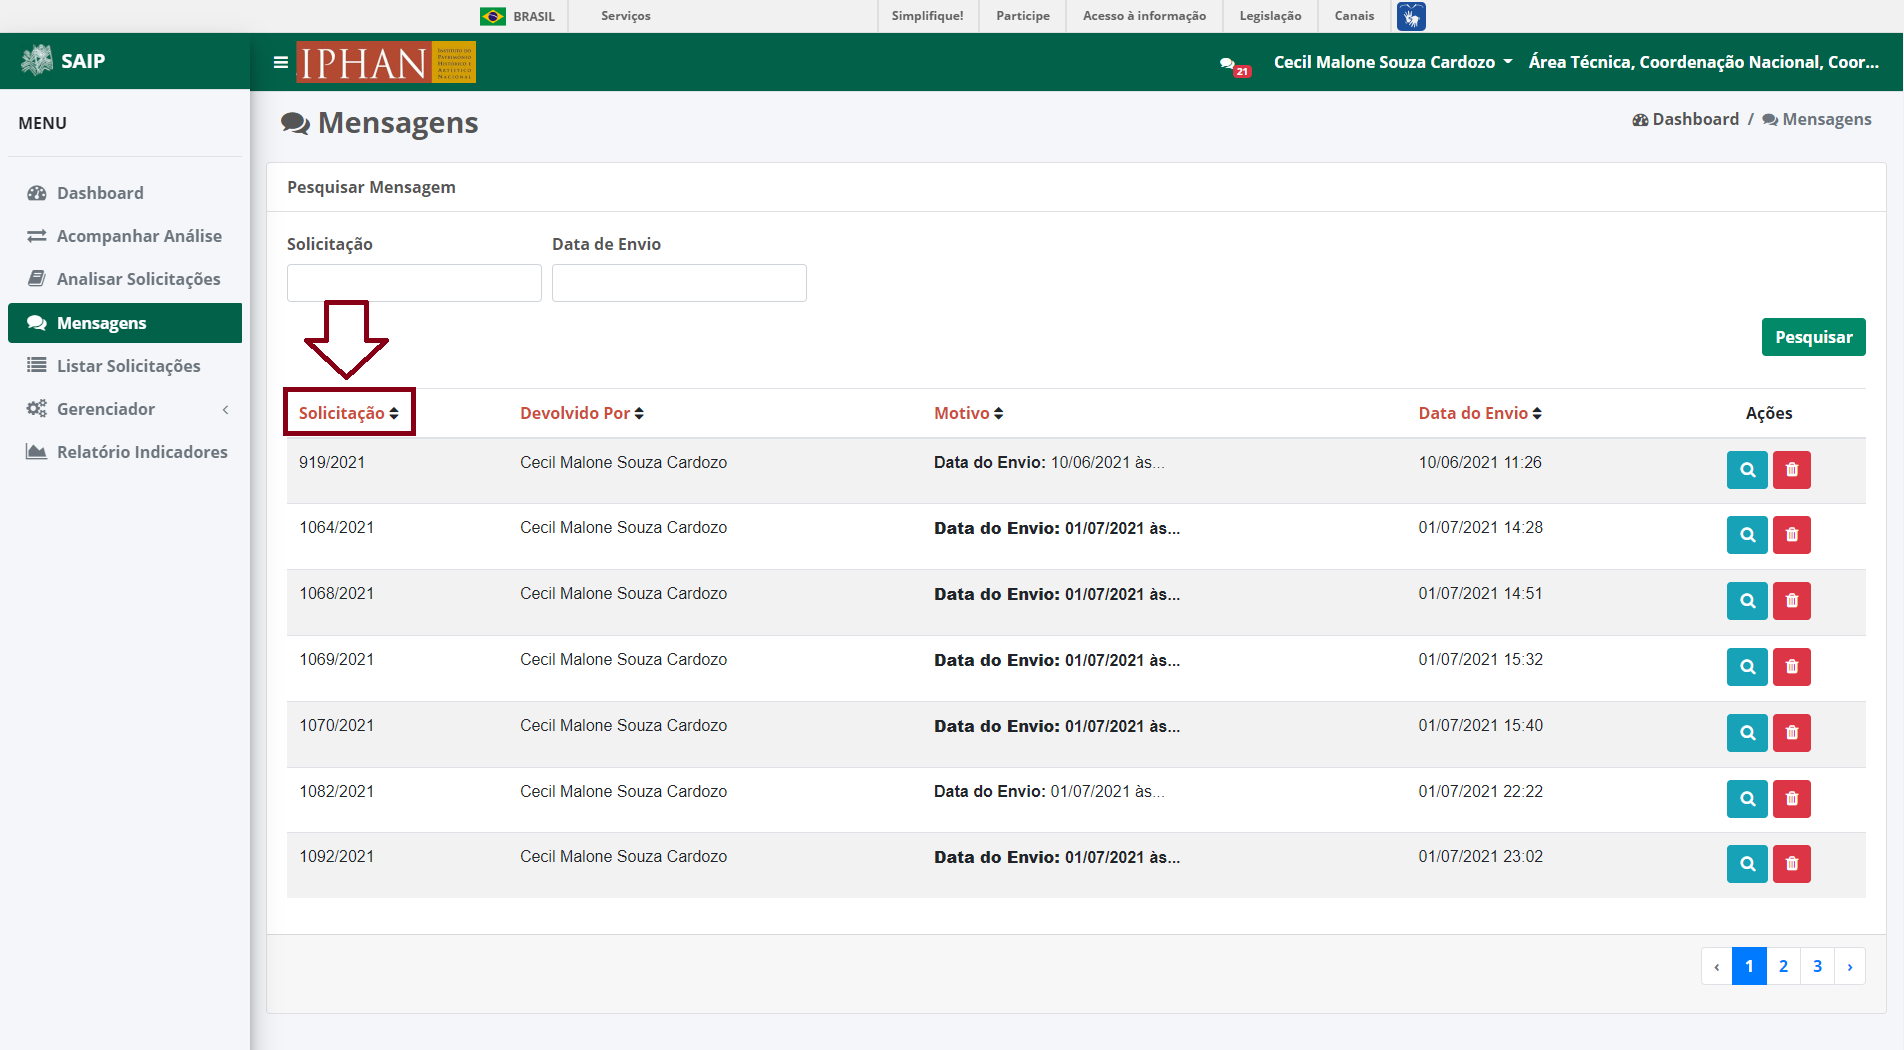 BRASIL Serviços Simplifique! Participe Acesso à informação Legislação Canais
SAIP
IPHAN INSTITUTO DO PATRIMÔNIO HISTÓRICO E ARTÍSTICO NACIONAL
21
Cecil Malone Souza Cardozo Área Técnica, Coordenação Nacional, Coor...
MENU
Dashboard
Acompanhar Análise
Analisar Solicitações
Mensagens
Listar Solicitações
Gerenciador
Relatório Indicadores
Mensagens
Dashboard / Mensagens
Pesquisar Mensagem
Solicitação Data de Envio
Pesquisar
Solicitação Devolvido Por Motivo Data do Envio Ações
919/2021 Cecil Malone Souza Cardozo Data do Envio: 10/06/2021 às... 10/06/2021 11:26
1064/2021 Cecil Malone Souza Cardozo Data do Envio: 01/07/2021 às... 01/07/2021 14:28
1068/2021 Cecil Malone Souza Cardozo Data do Envio: 01/07/2021 às... 01/07/2021 14:51
1069/2021 Cecil Malone Souza Cardozo Data do Envio: 01/07/2021 às... 01/07/2021 15:32
1070/2021 Cecil Malone Souza Cardozo Data do Envio: 01/07/2021 às... 01/07/2021 15:40
1082/2021 Cecil Malone Souza Cardozo Data do Envio: 01/07/2021 às... 01/07/2021 22:22
1092/2021 Cecil Malone Souza Cardozo Data do Envio: 01/07/2021 às... 01/07/2021 23:02
‹ 1 2 3 ›